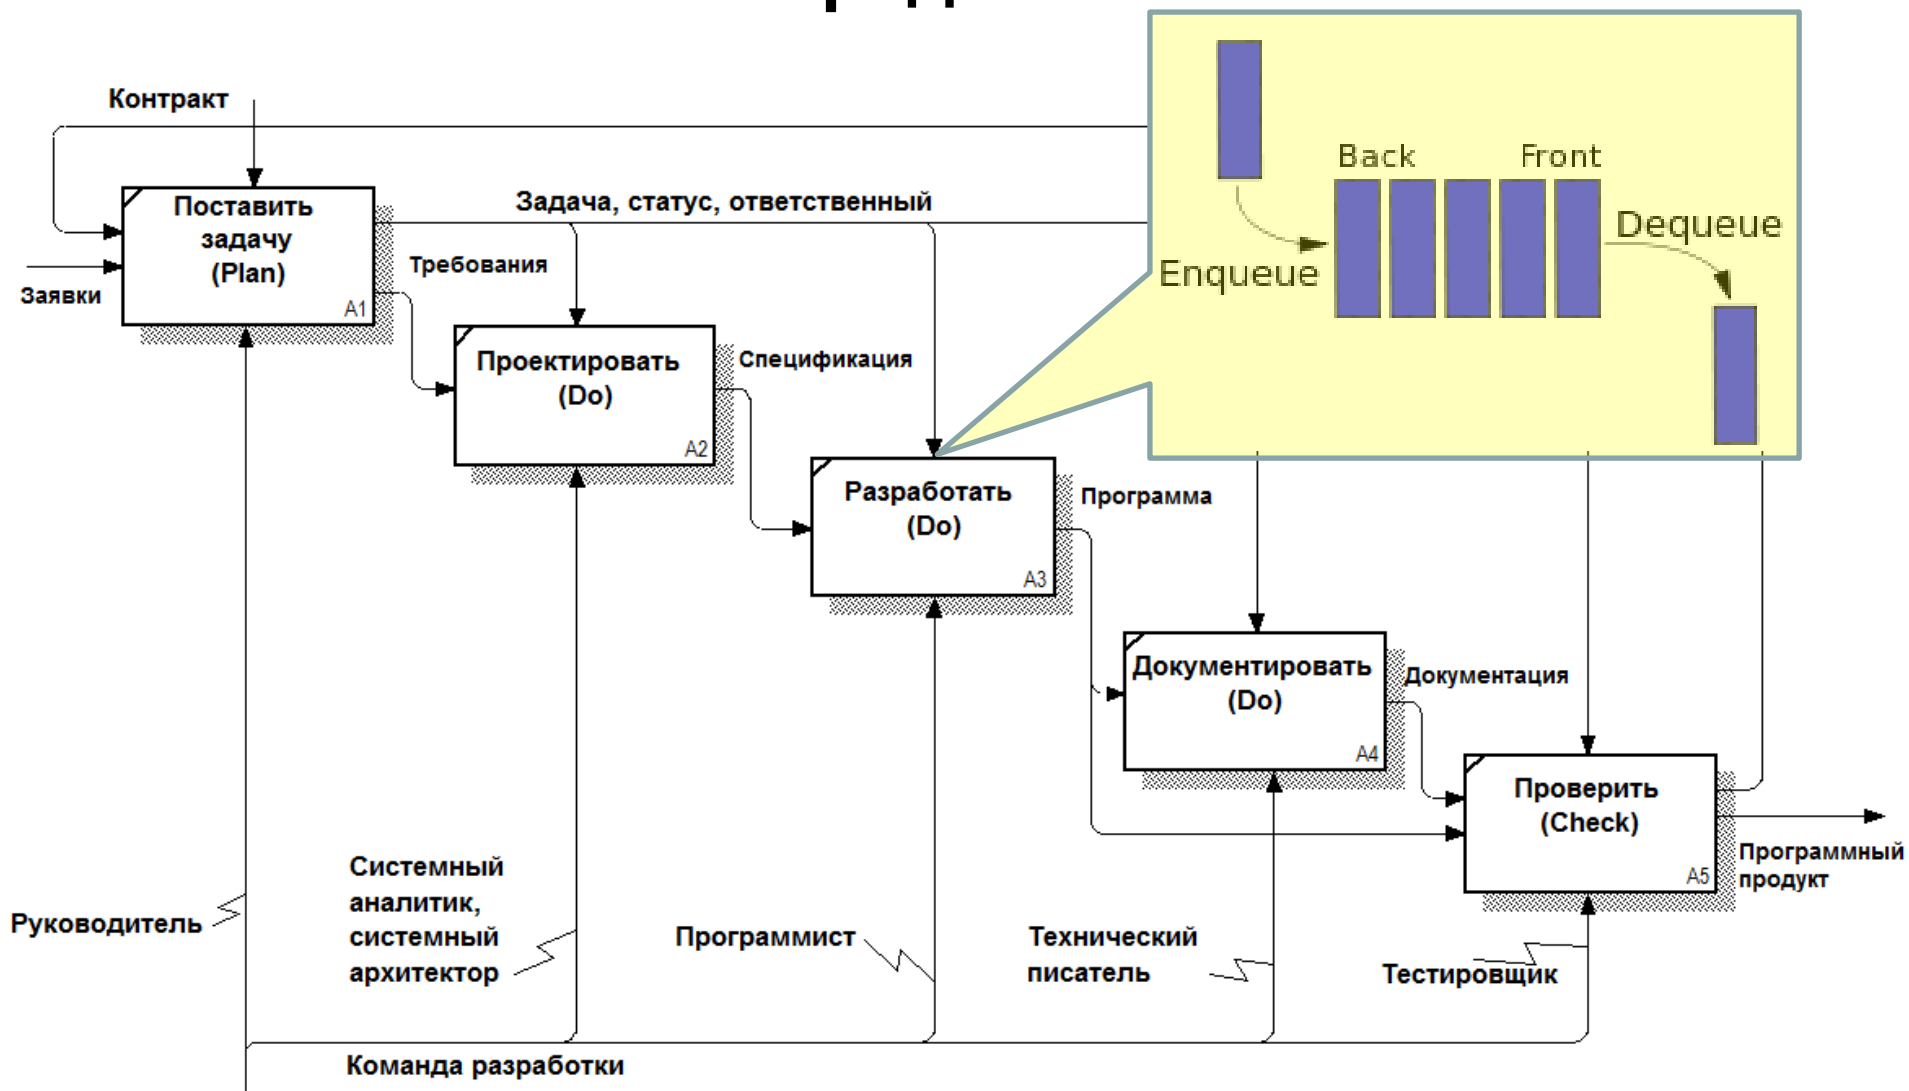 Контракт
Back
Front
Задача, статус, ответственный
Поставить
задачу
(Plan)
A1
Dequeue
Enqueue
Требования
Заявки
Проектировать
(Do)
A2
Спецификация
Разработать
(Do)
A3
Программа
Документировать
(Do)
A4
Документация
Проверить
(Check)
A5
Программный
продукт
Руководитель
Системный
аналитик,
системный
архитектор
Программист
Технический
писатель
Тестировщик
Команда разработки